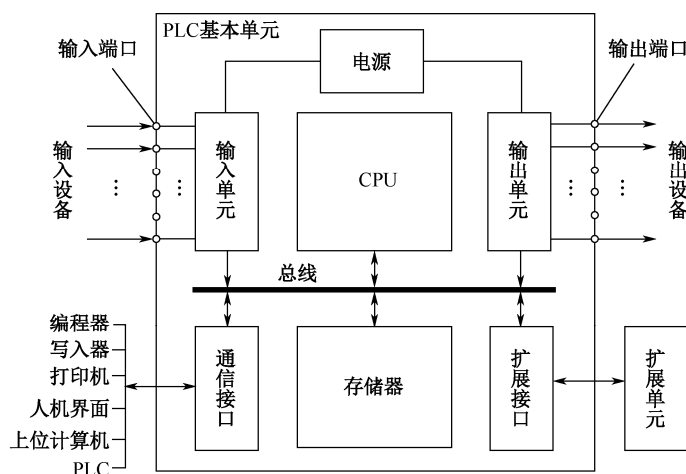 PLC基本单元
输入端口
电源
输出端口
输入设备
输入单元
CPU
输出单元
输出设备
总线
编程器
写入器
打印机
人机界面
上位计算机
PLC
通信接口
存储器
扩展接口
扩展单元